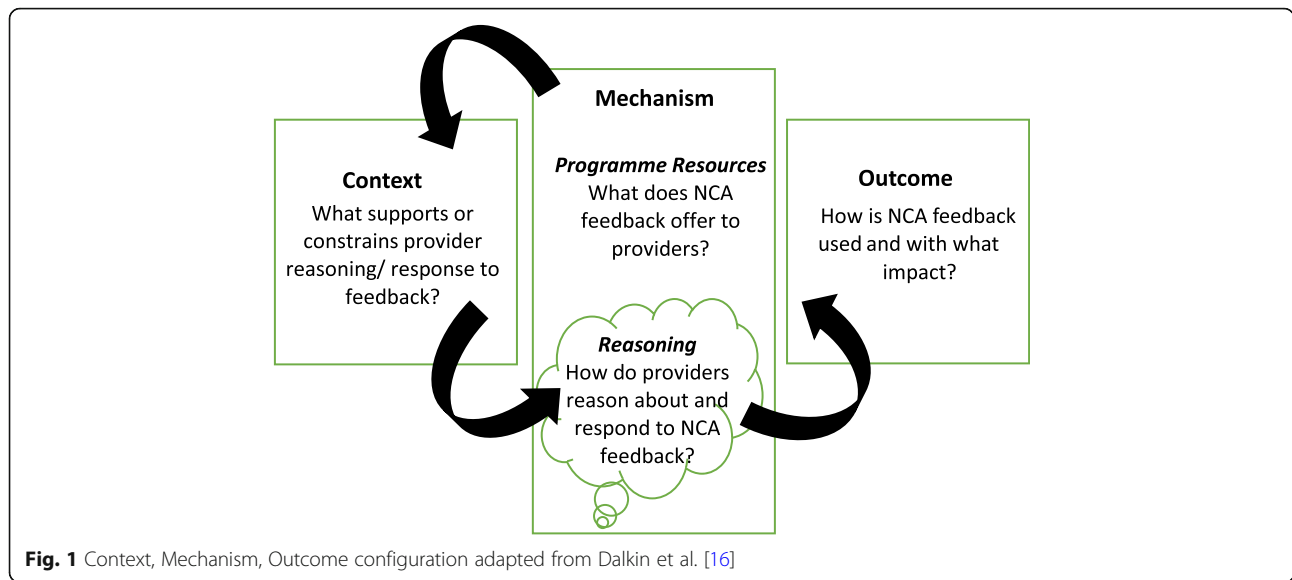 Context
What supports or
constrains provider
reasoning/ response to
feedback?
Mechanism
Programme Resources
What does NCA
feedback offer to
providers?
Reasoning
How do providers
reason about and
respond to NCA
feedback?
Outcome
How is NCA feedback
used and with what
impact?
Fig. 1 Context, Mechanism, Outcome configuration adapted from Dalkin et al. [16]